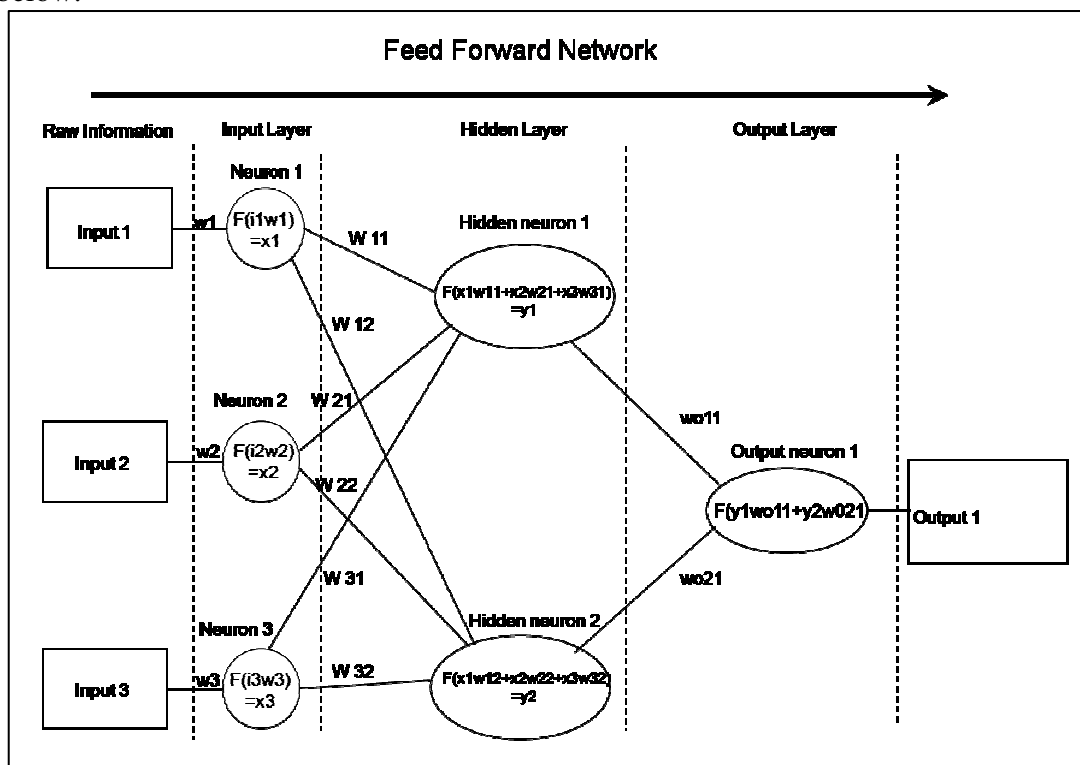 Feed Forward Network
Raw Information
Input Layer
Hidden Layer
Output Layer
Neuron 1
Input 1
w1
F(i1w1)
=x1
W 11
Hidden neuron 1
F(x1w11+x2w21+x3w31)
=y1
W 12
Neuron 2
W 21
Input 2
w2
F(i2w2)
=x2
W 22
wo11
Output neuron 1
F(y1wo11+y2w021
Output 1
W 31
wo21
Neuron 3
Hidden neuron 2
Input 3
w3
F(i3w3)
=x3
W 32
F(x1w12+x2w22+x3w32)
=y2